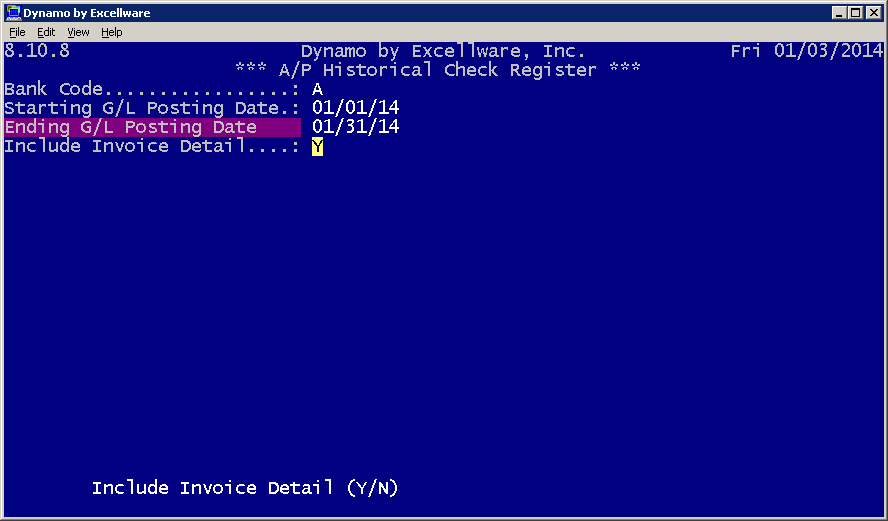 Dynamo by Excellware
File Edit View Help
8.10.8 Dynamo by Excellware, Inc. Fri 01/03/2014
*** A/P Historical Check Register ***
Bank Code.................: A
Starting G/L Posting Date.: 01/01/14
Ending G/L Posting Date 01/31/14
Include Invoice Detail....: Y
Include Invoice Detail (Y/N)